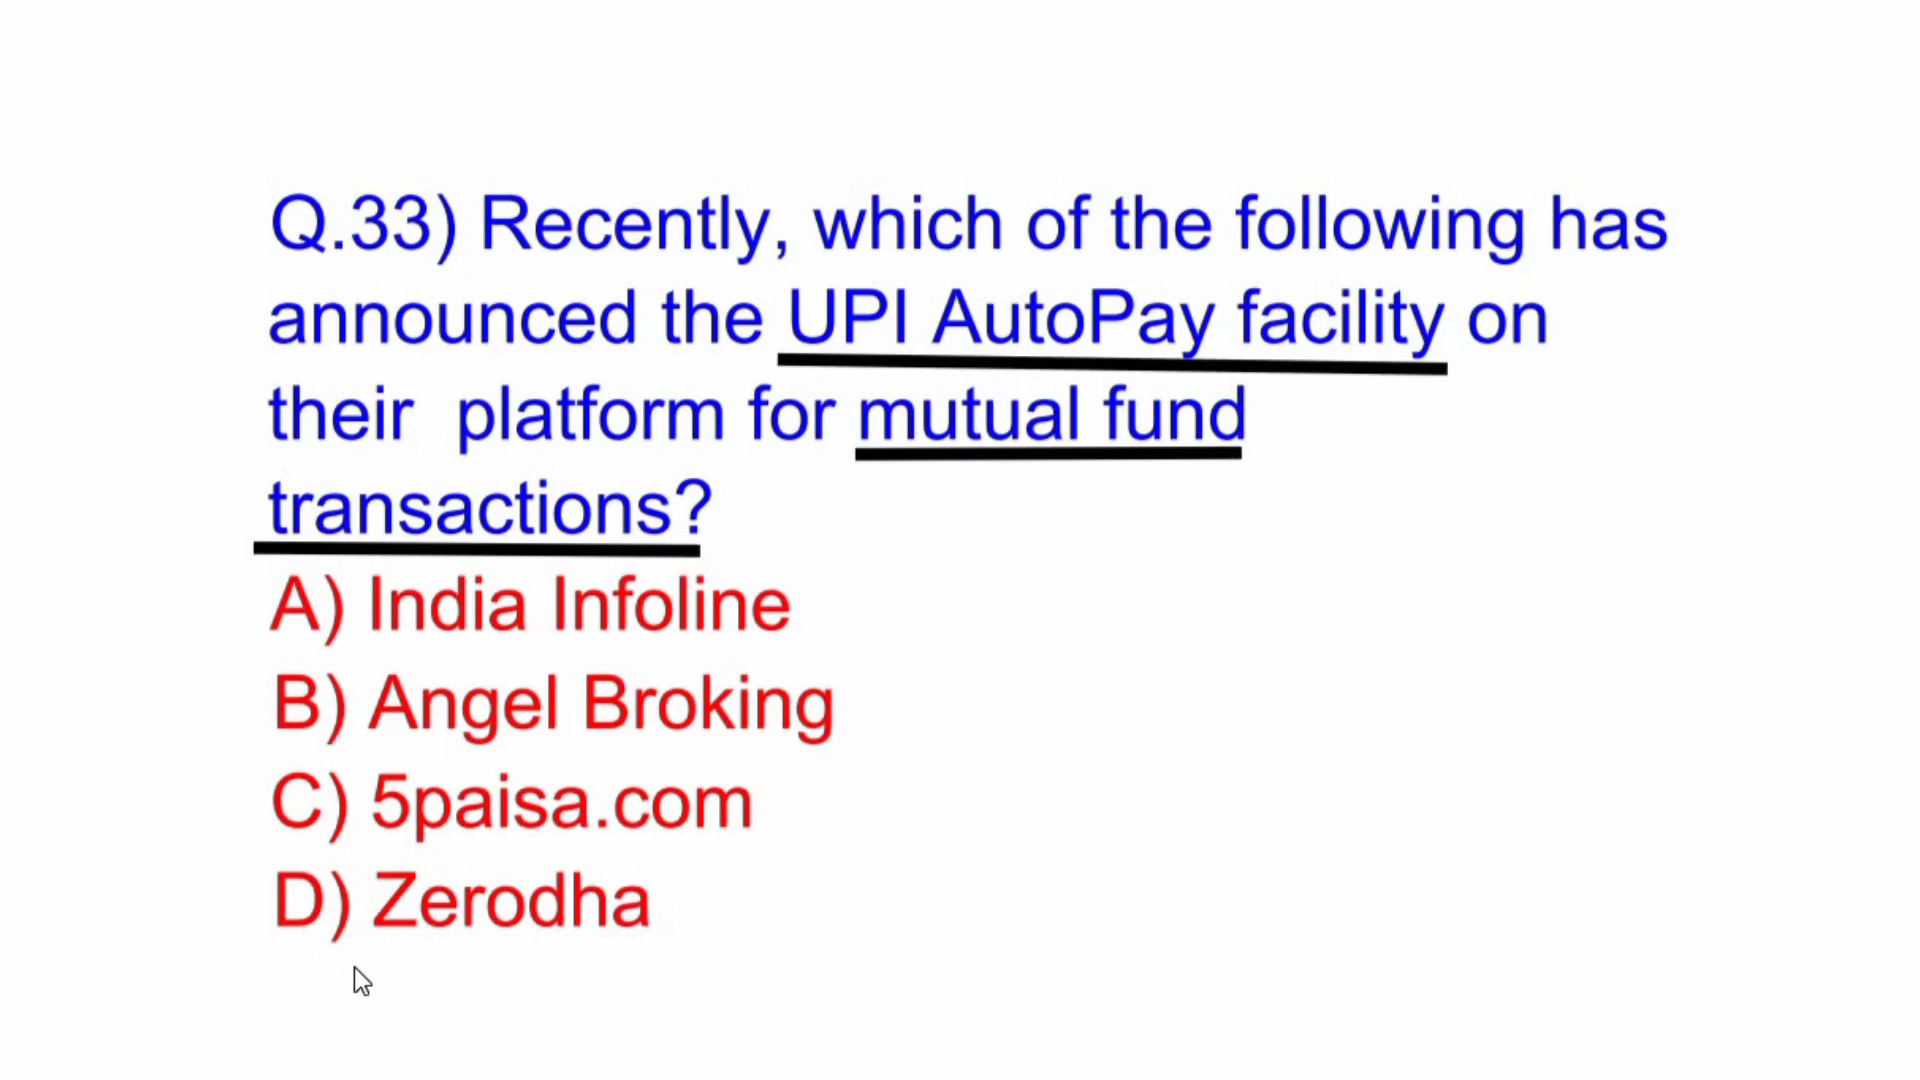 Q.33) Recently, which of the following has
announced the UPI AutoPay facility on
their platform for mutual fund
transactions?
A) India Infoline
B) Angel Broking
C) 5paisa.com
D) Zerodha